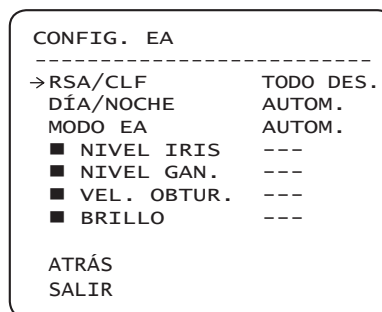 CONFIG. EA
--------------------------
→RSA/CLF TODO DES.
DÍA/NOCHE AUTOM.
MODO EA AUTOM.
■ NIVEL IRIS ---
■ NIVEL GAN. ---
■ VEL. OBTUR. ---
■ BRILLO ---
ATRÁS
SALIR